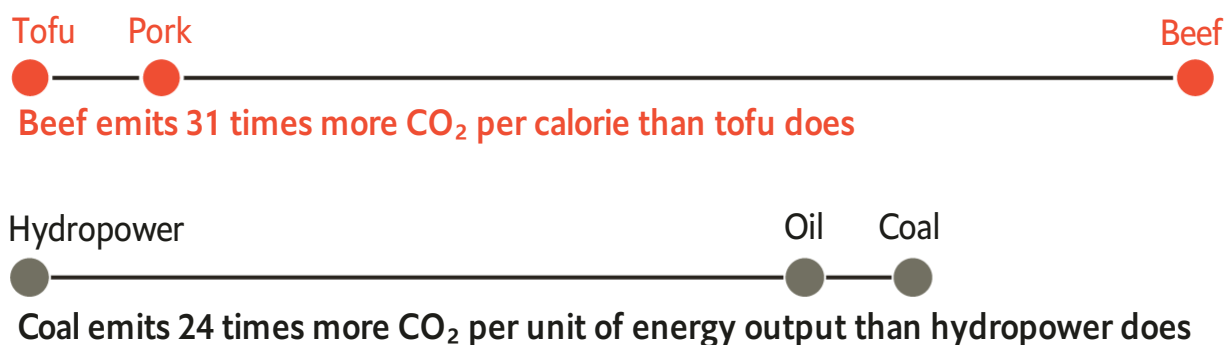 Tofu Pork Beef
Beef emits 31 times more CO₂ per calorie than tofu does
Hydropower Oil Coal
Coal emits 24 times more CO₂ per unit of energy output than hydropower does